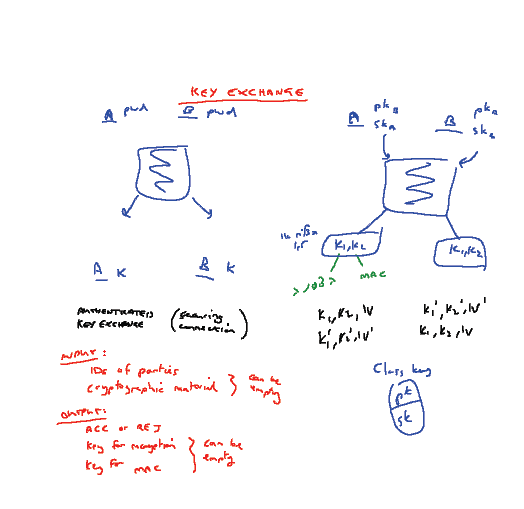 KEY EXCHANGE
A pwd B pwd
A pk_B sk_A
B pk_A sk_B
k₁,k₂
k₁,k₂
MAC
A K B K
AUTHENTICATED KEY EXCHANGE
(securing connection)
k₁,k₂,IV
k₁',k₂',IV'
k₁',k₂',IV'
k₁,k₂,IV
INPUT:
IDs of parties
cryptographic material } can be empty
OUTPUT:
ACC or REJ
key for encryption
key for MAC } can be empty
Class key
pk
sk